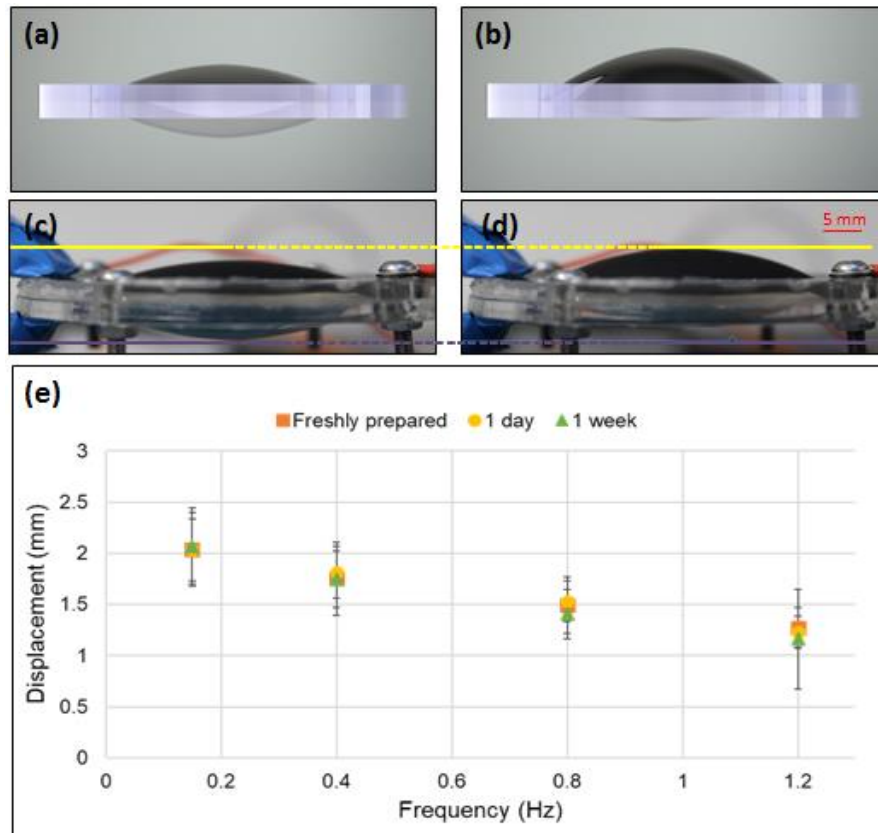 (a)
(b)
(c)
(d)
5 mm
(e)
Freshly prepared 1 day 1 week
3
2.5
2
1.5
1
0.5
0
Displacement (mm)
0 0.2 0.4 0.6 0.8 1 1.2
Frequency (Hz)